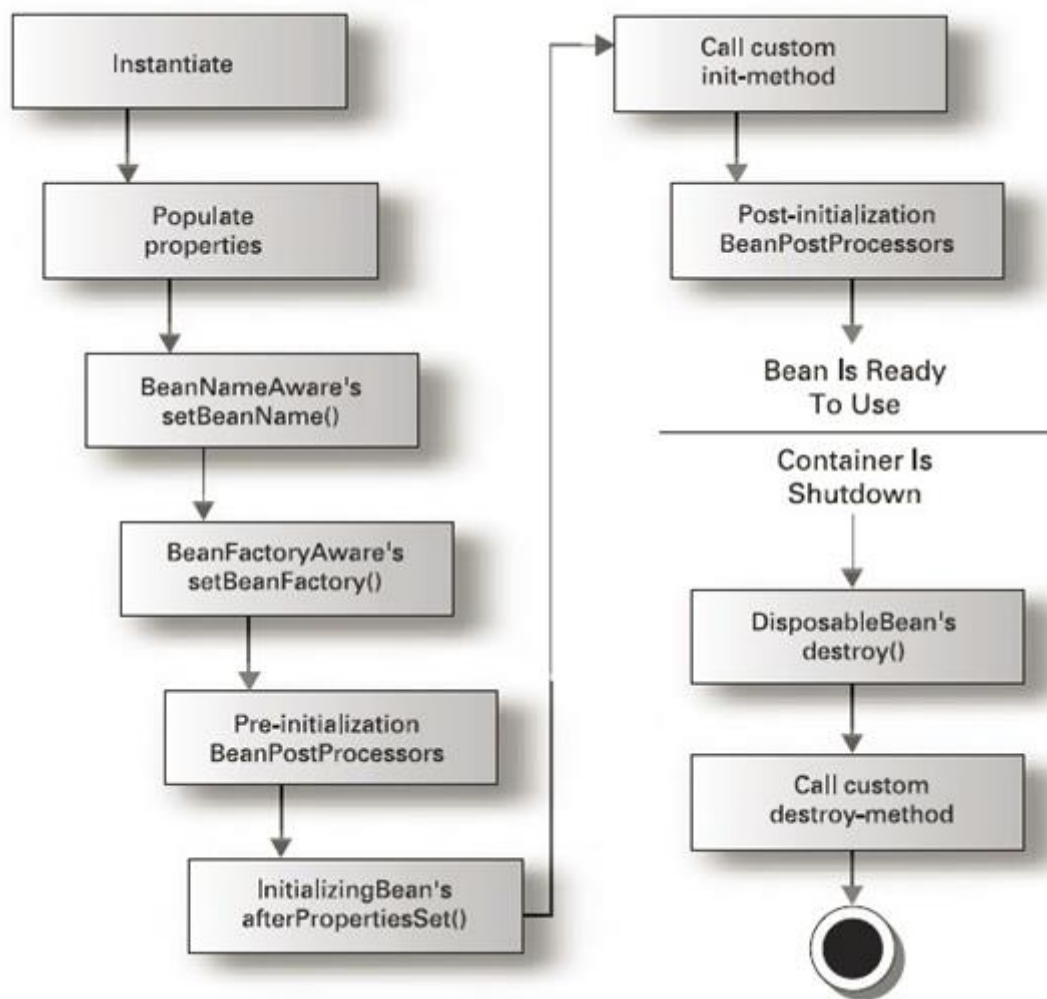 Instantiate
Populate
properties
BeanNameAware's
setBeanName()
BeanFactoryAware's
setBeanFactory()
Pre-initialization
BeanPostProcessors
InitializingBean's
afterPropertiesSet()
Call custom
init-method
Post-initialization
BeanPostProcessors
Bean Is Ready
To Use
Container Is
Shutdown
DisposableBean's
destroy()
Call custom
destroy-method